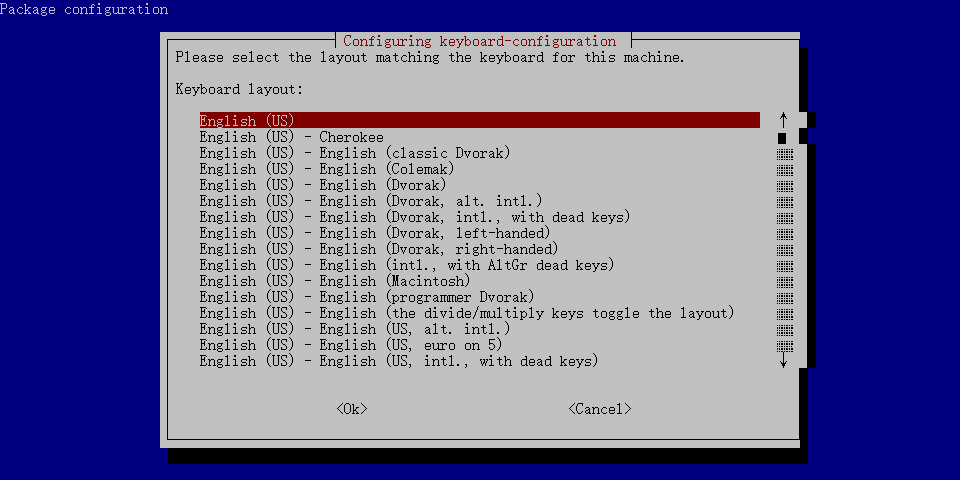 Package configuration
Configuring keyboard-configuration
Please select the layout matching the keyboard for this machine.
Keyboard layout:
English (US)
English (US) - Cherokee
English (US) - English (classic Dvorak)
English (US) - English (Colemak)
English (US) - English (Dvorak)
English (US) - English (Dvorak, alt. intl.)
English (US) - English (Dvorak, intl., with dead keys)
English (US) - English (Dvorak, left-handed)
English (US) - English (Dvorak, right-handed)
English (US) - English (intl., with AltGr dead keys)
English (US) - English (Macintosh)
English (US) - English (programmer Dvorak)
English (US) - English (the divide/multiply keys toggle the layout)
English (US) - English (US, alt. intl.)
English (US) - English (US, euro on 5)
English (US) - English (US, intl., with dead keys)
<Ok> <Cancel>